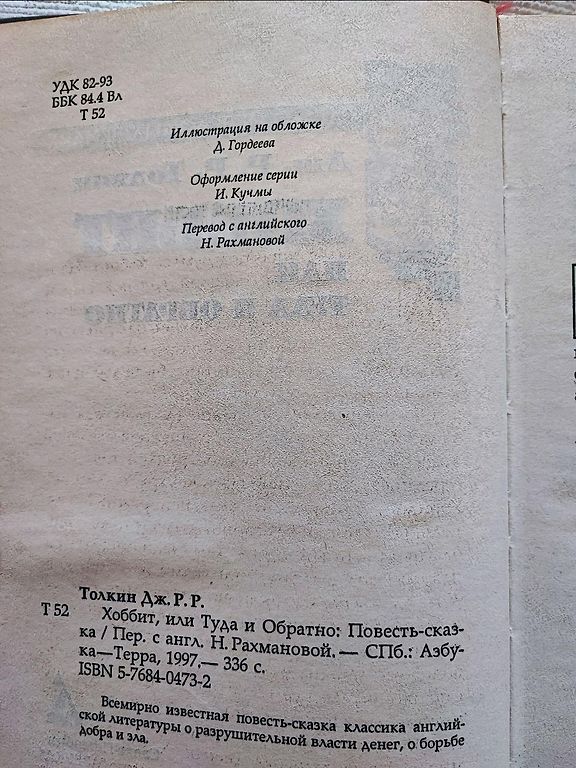 УДК 82-93
ББК 84.4 Вл
Т 52
Иллюстрация на обложке
Д. Гордеева
Оформление серии
И. Кучмы
Перевод с английского
Н. Рахмановой
Толкин Дж. Р. Р.
Т 52 Хоббит, или Туда и Обратно: Повесть-сказ-
ка / Пер. с англ. Н. Рахмановой. — СПб.: Азбу-
ка—Терра, 1997.— 336 с.
ISBN 5-7684-0473-2
Всемирно известная повесть-сказка классика англий-
ской литературы о разрушительной власти денег, о борьбе
добра и зла.